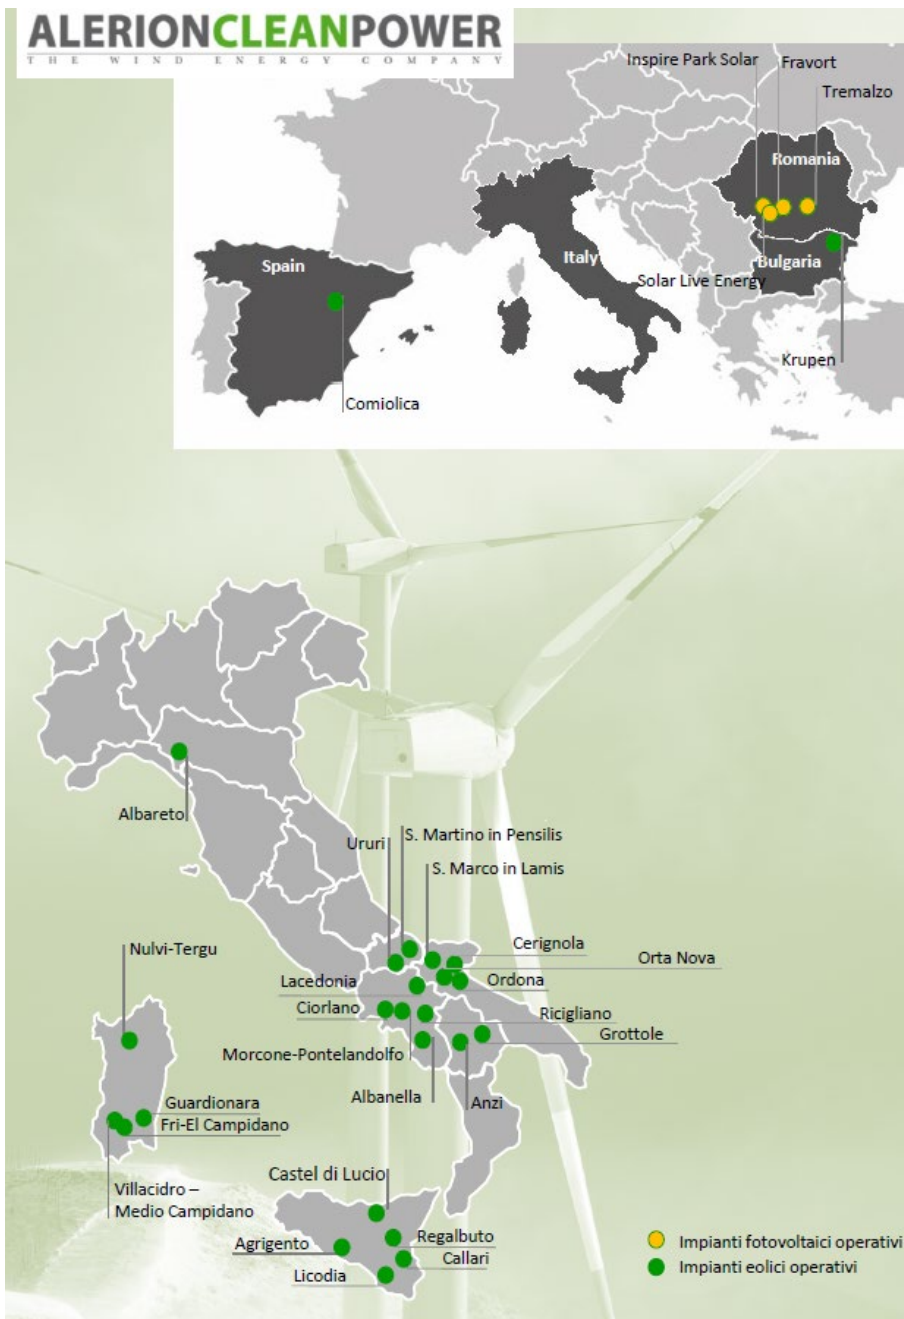 ALERIONCLEANPOWER
THE WIND ENERGY COMPANY
Inspire Park Solar
Fravort
Tremalzo
Romania
Spain
Italy
Bulgaria
Solar Live Energy
Krupen
Comiolica
Albareto
Ururi
S. Martino in Pensilis
S. Marco in Lamis
Nulvi-Tergu
Cerignola
Orta Nova
Lacedonia
Ordona
Ciorlano
Ricigliano
Grottole
Morcone-Pontelandolfo
Albanella
Anzi
Guardionara
Fri-El Campidano
Villacidro –
Medio Campidano
Castel di Lucio
Agrigento
Regalbuto
Callari
Licodia
Impianti fotovoltaici operativi
Impianti eolici operativi